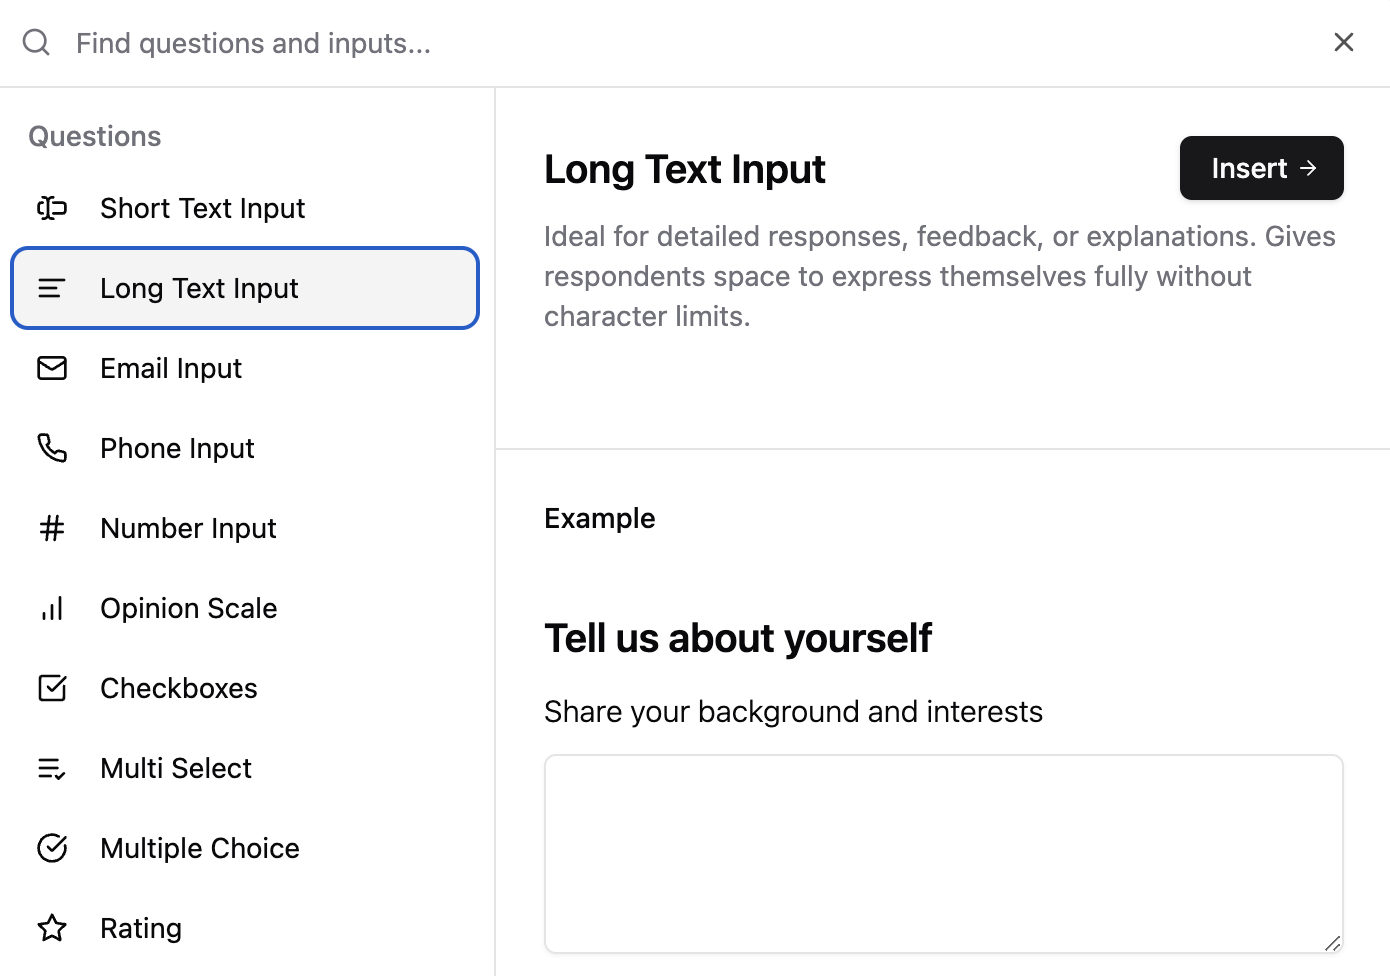 Find questions and inputs...
Questions
Short Text Input
Long Text Input
Email Input
Phone Input
Number Input
Opinion Scale
Checkboxes
Multi Select
Multiple Choice
Rating
Long Text Input
Insert →
Ideal for detailed responses, feedback, or explanations. Gives
respondents space to express themselves fully without
character limits.
Example
Tell us about yourself
Share your background and interests